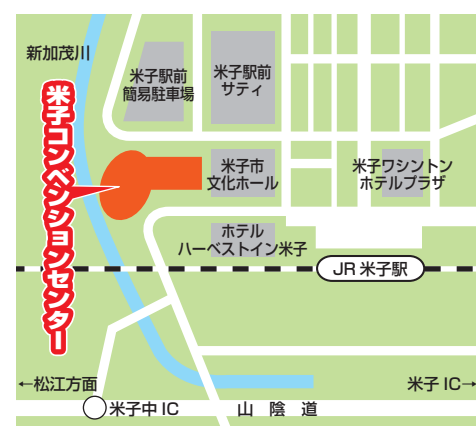 新加茂川
米子駅前
簡易駐車場
米子駅前
サティ
米子コンベンションセンター
米子市
文化ホール
米子ワシントン
ホテルプラザ
ホテル
ハーベストイン米子
JR 米子駅
←松江方面
米子 IC→
米子中 IC
山 陰 道